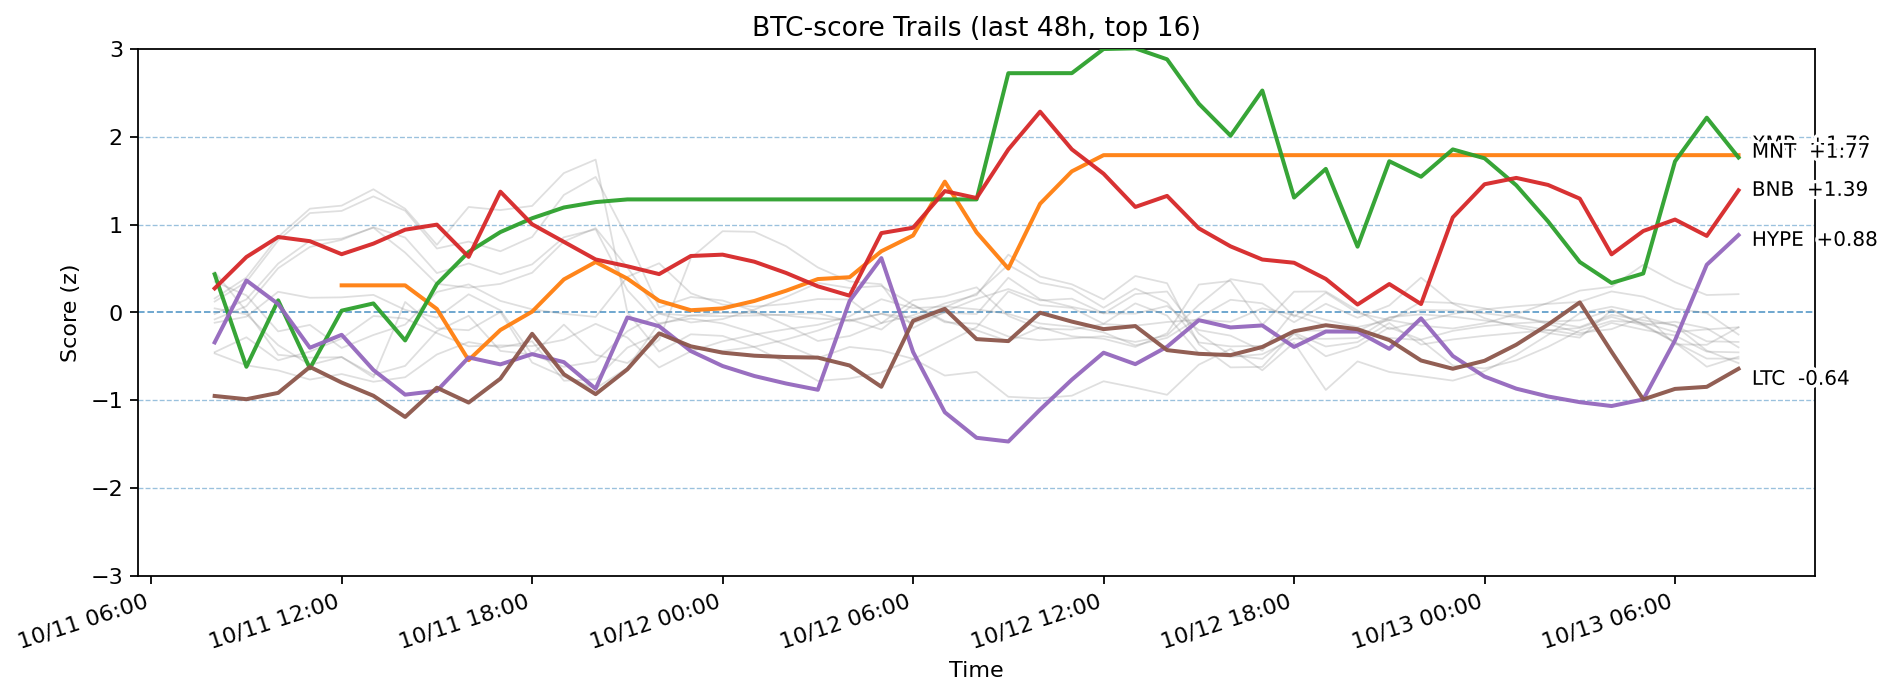 BTC-score Trails (last 48h, top 16)
Score (z)
3
2
1
0
−1
−2
−3
MNT +1.77
BNB +1.39
HYPE +0.88
LTC -0.64
10/11 06:00
10/11 12:00
10/11 18:00
10/12 00:00
10/12 06:00
10/12 12:00
10/12 18:00
10/13 00:00
10/13 06:00
Time